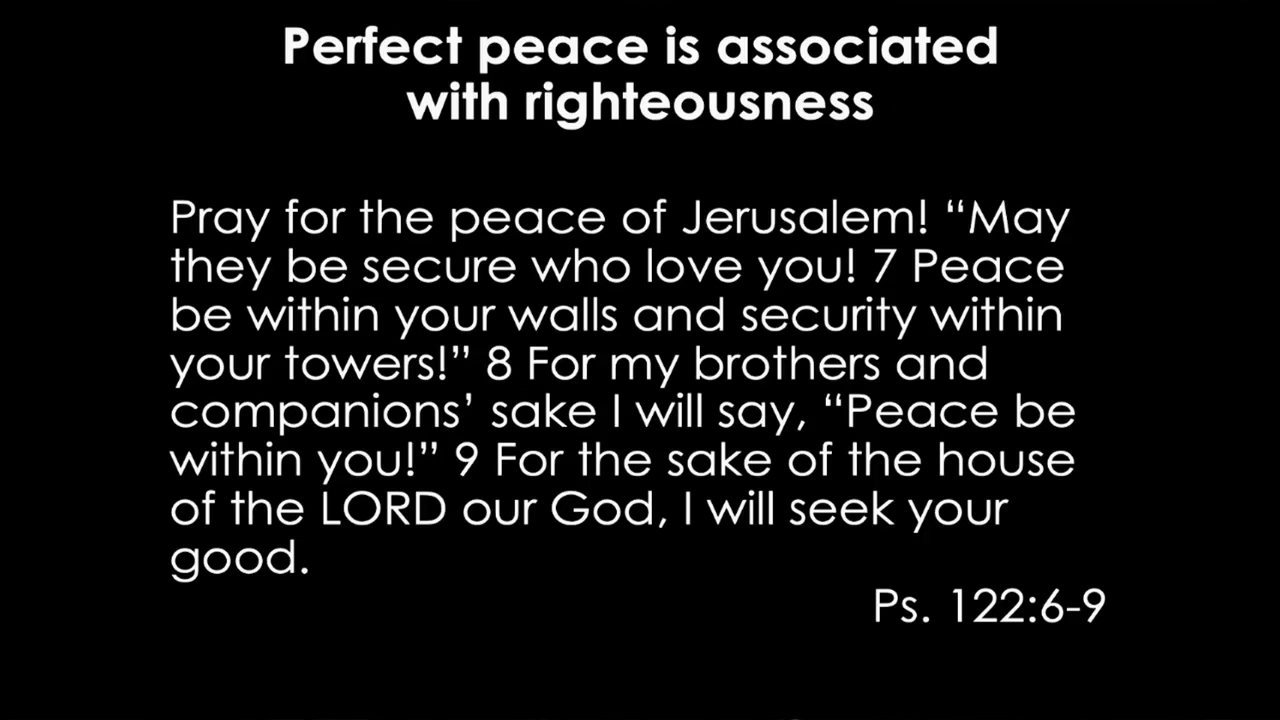 Perfect peace is associated
with righteousness
Pray for the peace of Jerusalem! “May
they be secure who love you! 7 Peace
be within your walls and security within
your towers!” 8 For my brothers and
companions’ sake I will say, “Peace be
within you!” 9 For the sake of the house
of the LORD our God, I will seek your
good.
Ps. 122:6-9